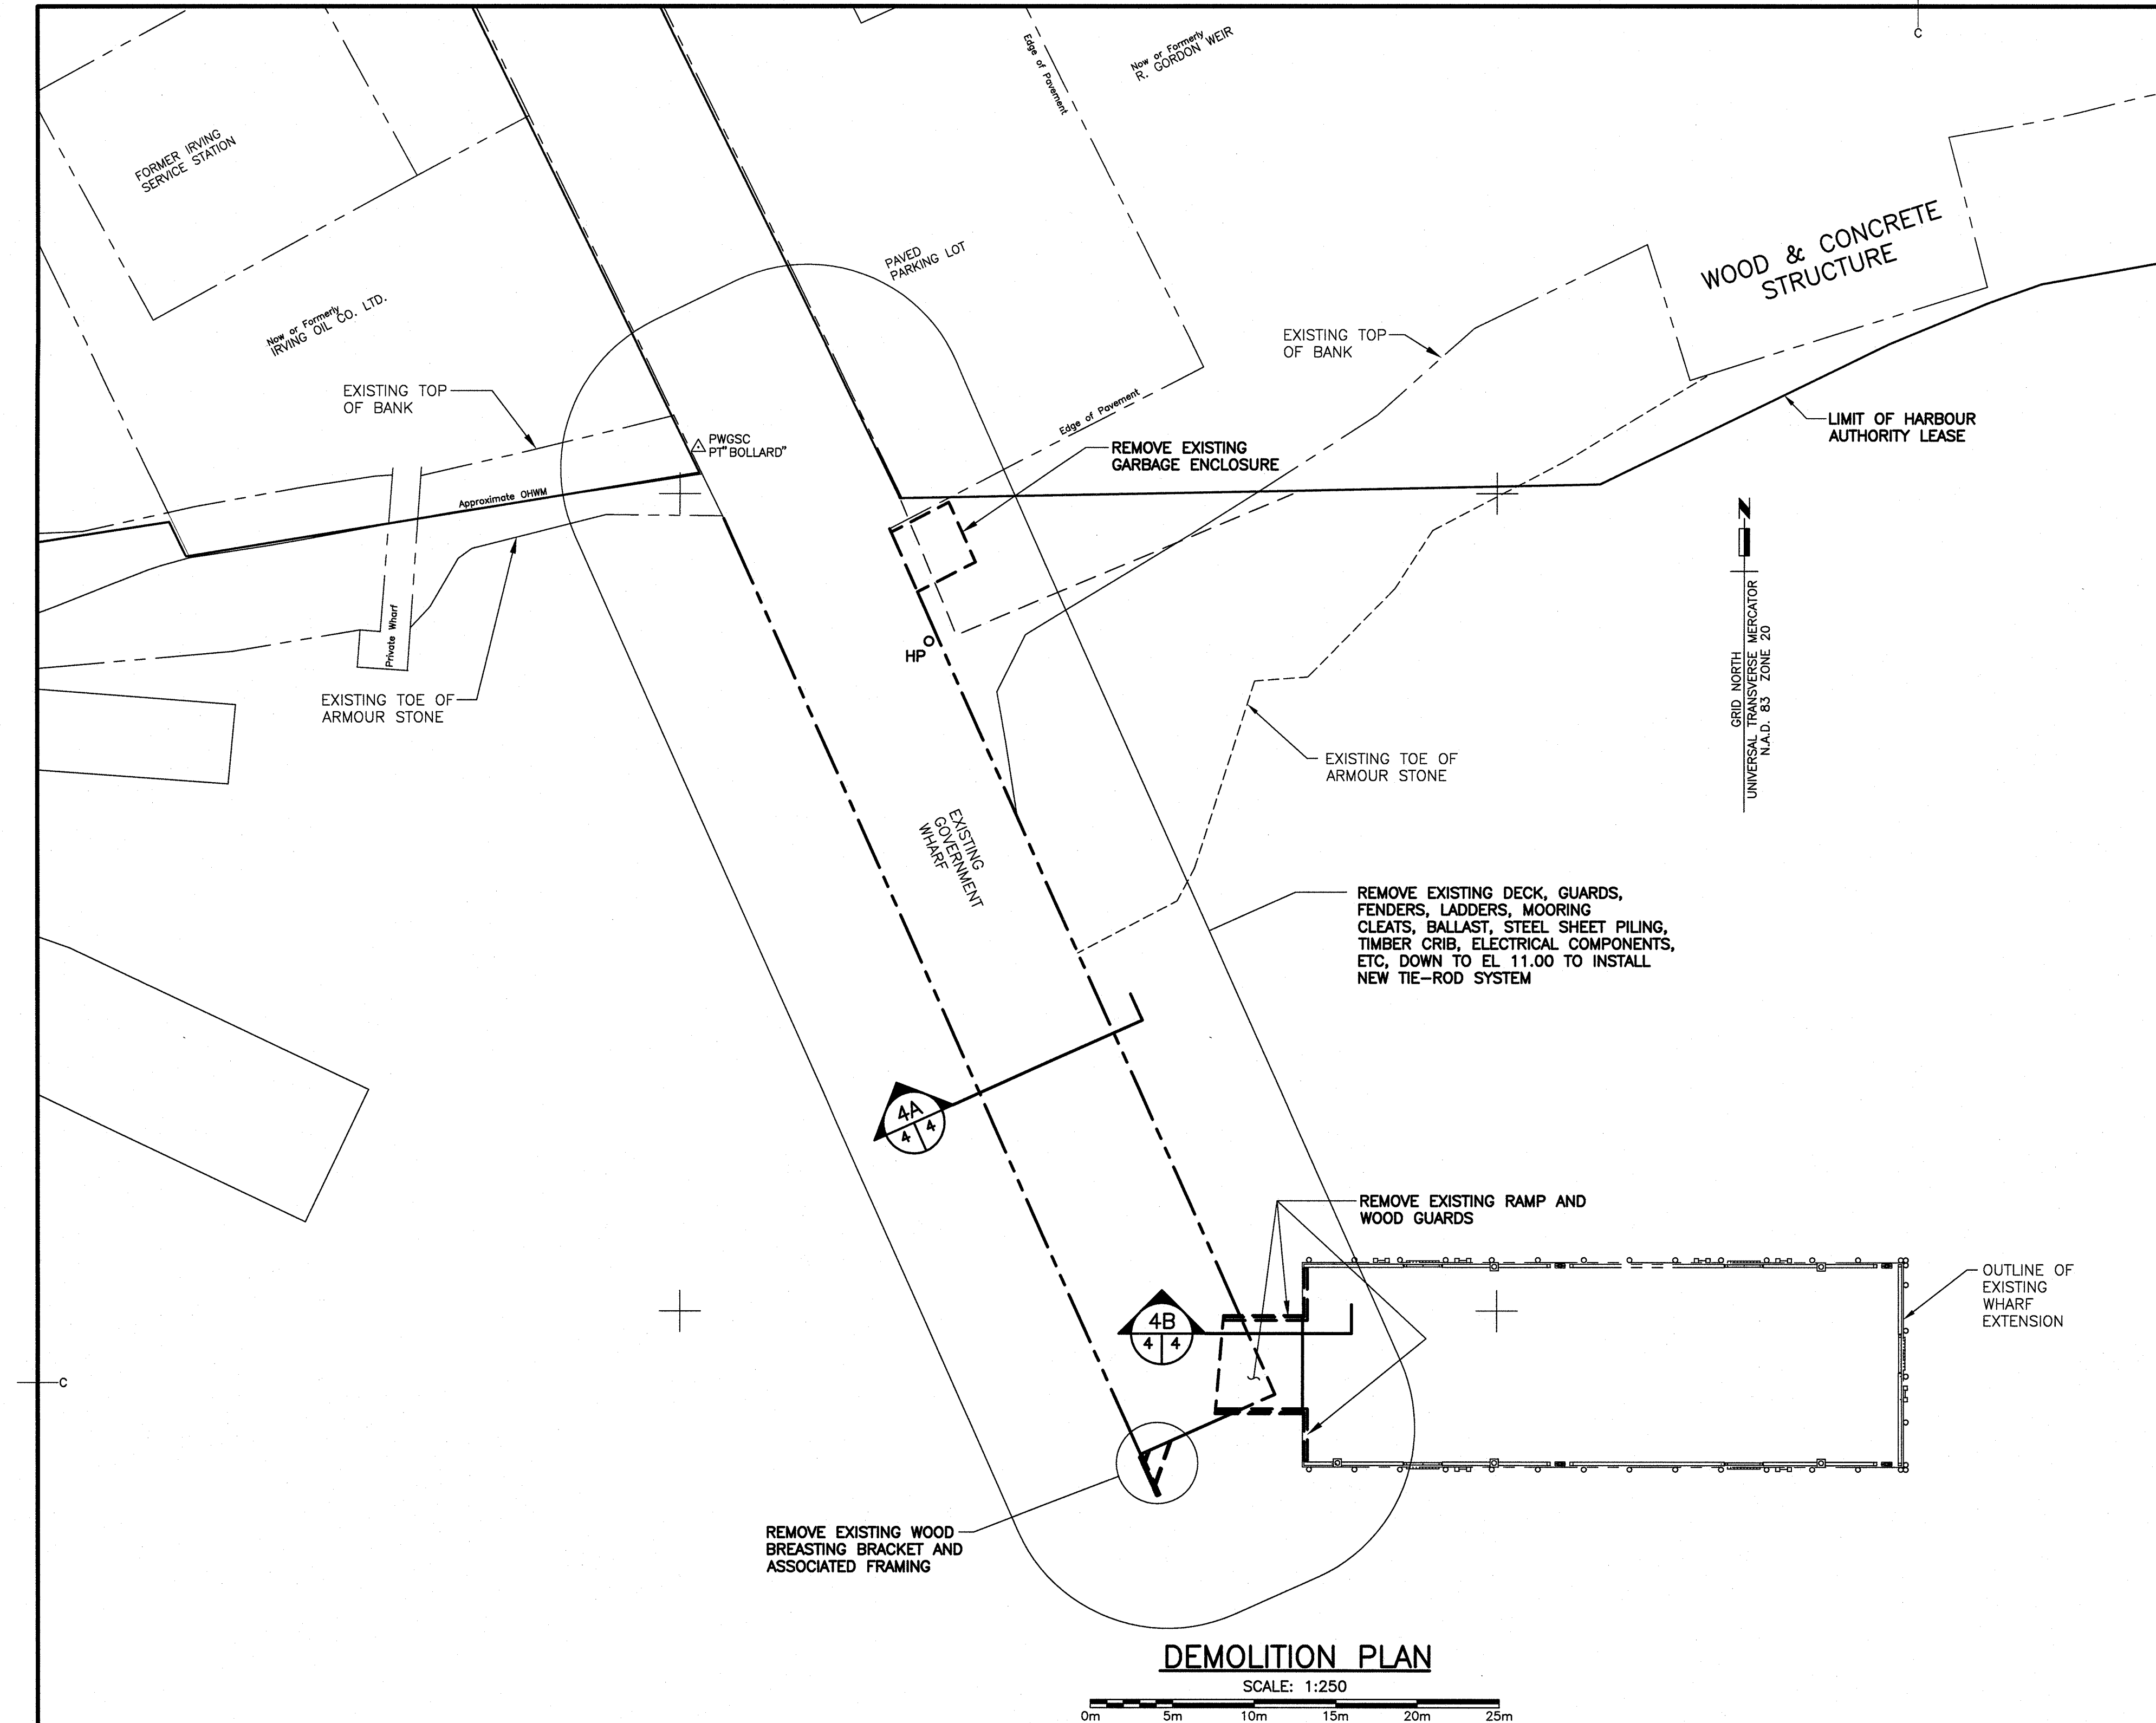 C
Edge of Pavement
Now or Formerly
R. GORDON WEIR
FORMER IRVING
SERVICE STATION
WOOD & CONCRETE
STRUCTURE
PAVED
PARKING LOT
Now or Formerly
IRVING OIL CO. LTD.
EXISTING TOP
OF BANK
EXISTING TOP
OF BANK
Edge of Pavement
LIMIT OF HARBOUR
AUTHORITY LEASE
PWGSC
PT"BOLLARD"
REMOVE EXISTING
GARBAGE ENCLOSURE
Approximate OHWM
N
GRID NORTH
UNIVERSAL TRANSVERSE MERCATOR
N.A.D. 83 ZONE 20
Private Wharf
HP
EXISTING TOE OF
ARMOUR STONE
EXISTING TOE OF
ARMOUR STONE
EXISTING
GOVERNMENT
WHARF
REMOVE EXISTING DECK, GUARDS,
FENDERS, LADDERS, MOORING
CLEATS, BALLAST, STEEL SHEET PILING,
TIMBER CRIB, ELECTRICAL COMPONENTS,
ETC, DOWN TO EL 11.00 TO INSTALL
NEW TIE-ROD SYSTEM
4A
4 4
REMOVE EXISTING RAMP AND
WOOD GUARDS
OUTLINE OF
EXISTING
WHARF
EXTENSION
4B
4 4
C
REMOVE EXISTING WOOD
BREASTING BRACKET AND
ASSOCIATED FRAMING
DEMOLITION PLAN
SCALE: 1:250
0m 5m 10m 15m 20m 25m